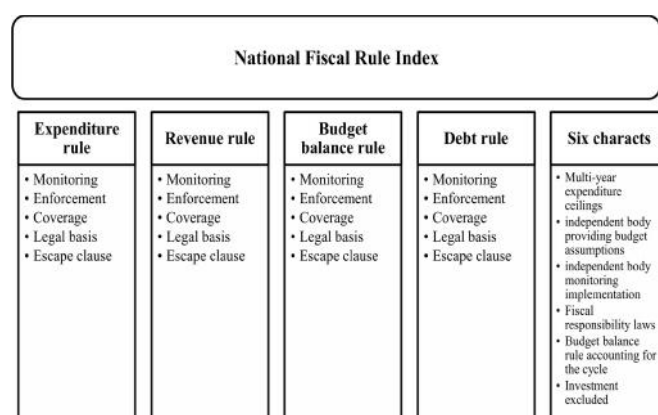 National Fiscal Rule Index
Expenditure
rule
• Monitoring
• Enforcement
• Coverage
• Legal basis
• Escape clause
Revenue rule
• Monitoring
• Enforcement
• Coverage
• Legal basis
• Escape clause
Budget
balance rule
• Monitoring
• Enforcement
• Coverage
• Legal basis
• Escape clause
Debt rule
• Monitoring
• Enforcement
• Coverage
• Legal basis
• Escape clause
Six characts
• Multi-year
expenditure
ceilings
• independent body
providing budget
assumptions
• independent body
monitoring
implementation
• Fiscal
responsibility laws
• Budget balance
rule accounting for
the cycle
• Investment
excluded